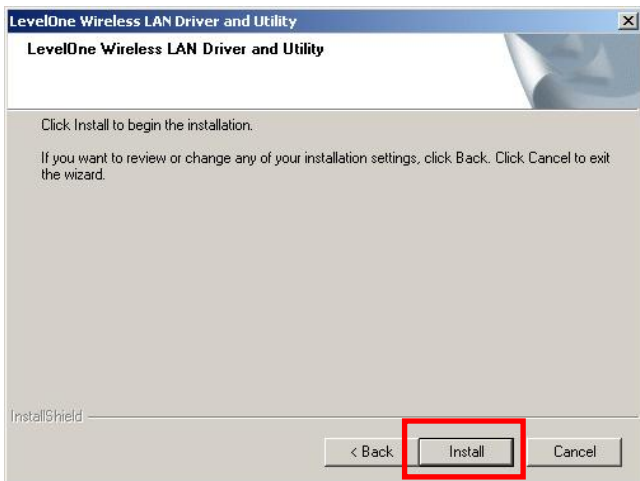 LevelOne Wireless LAN Driver and Utility
LevelOne Wireless LAN Driver and Utility
Click Install to begin the installation.
If you want to review or change any of your installation settings, click Back. Click Cancel to exit
the wizard.
InstallShield
< Back Install Cancel